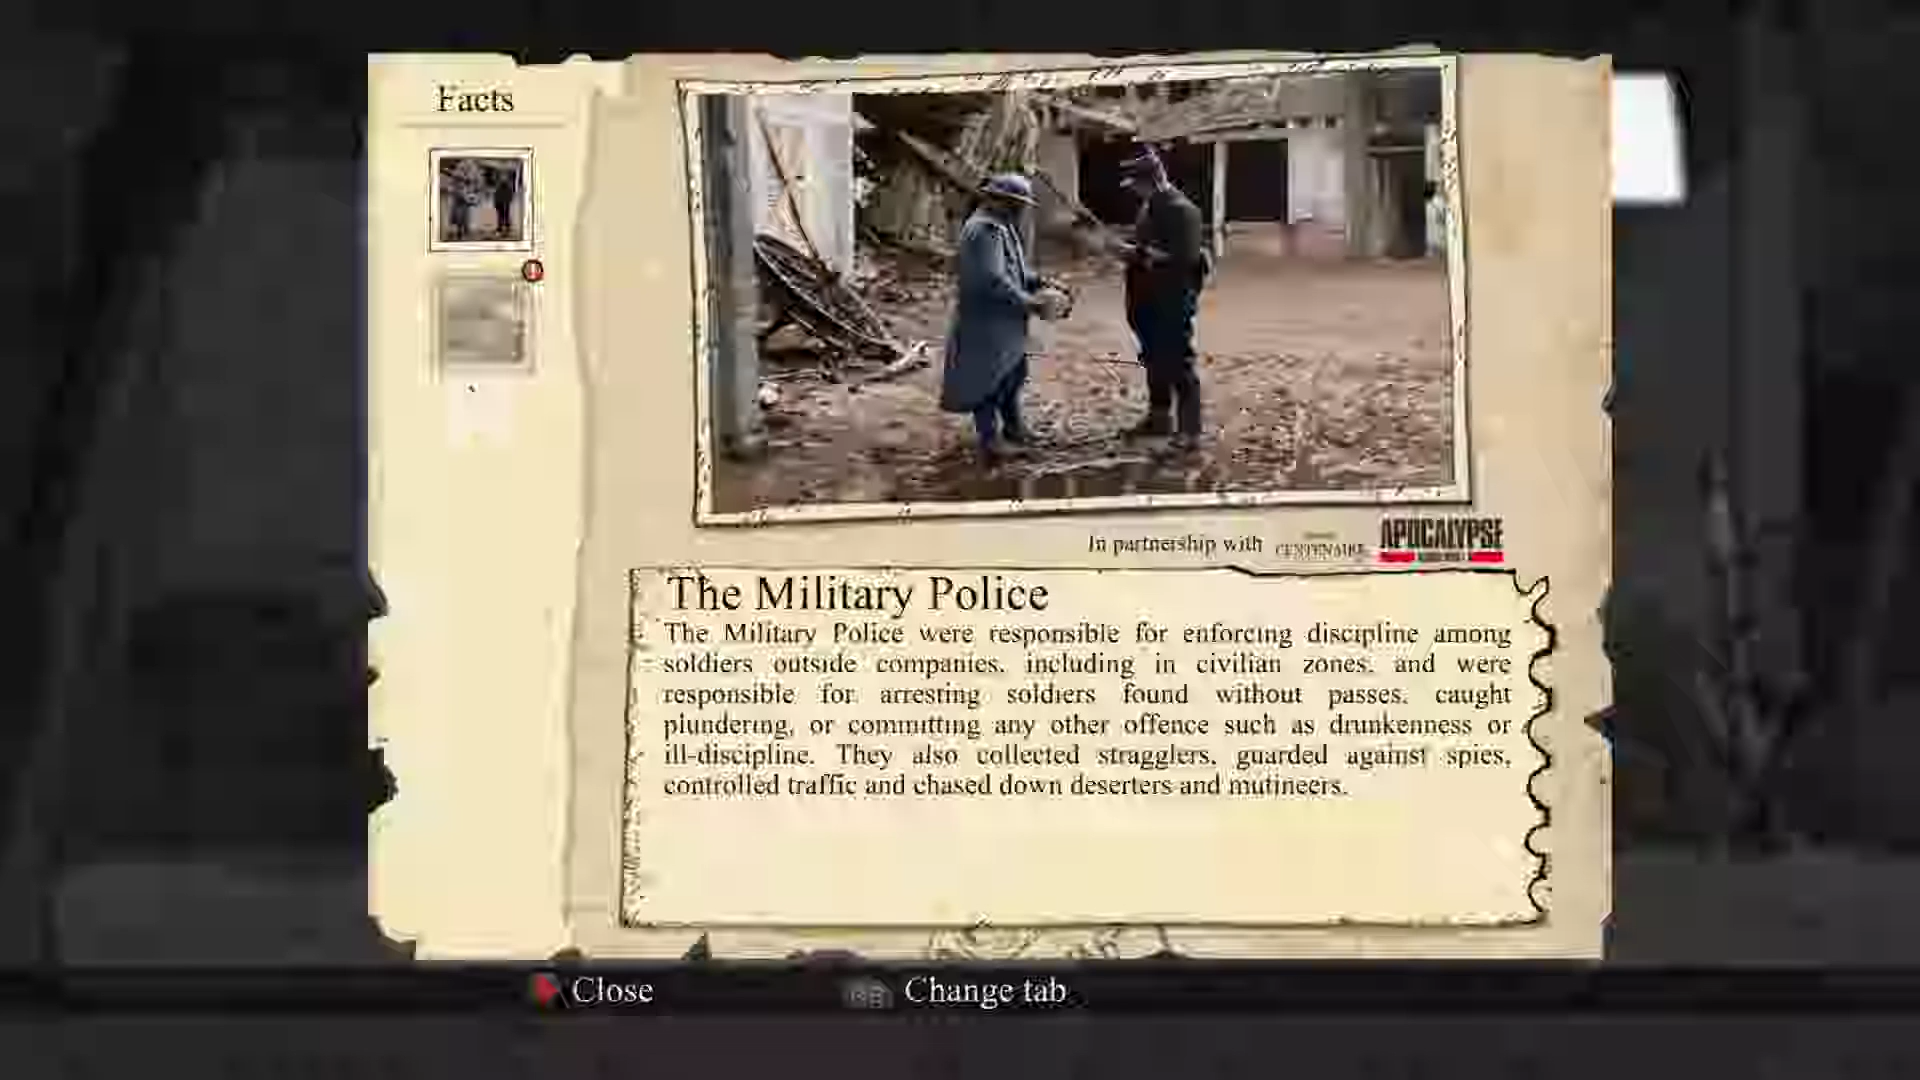 Facts
In partnership with CENTENAIRE APOCALYPSE
The Military Police
The Military Police were responsible for enforcing discipline among
soldiers outside companies, including in civilian zones, and were
responsible for arresting soldiers found without passes, caught
plundering, or committing any other offence such as drunkenness or
ill-discipline. They also collected stragglers, guarded against spies,
controlled traffic and chased down deserters and mutineers.
Close
Change tab